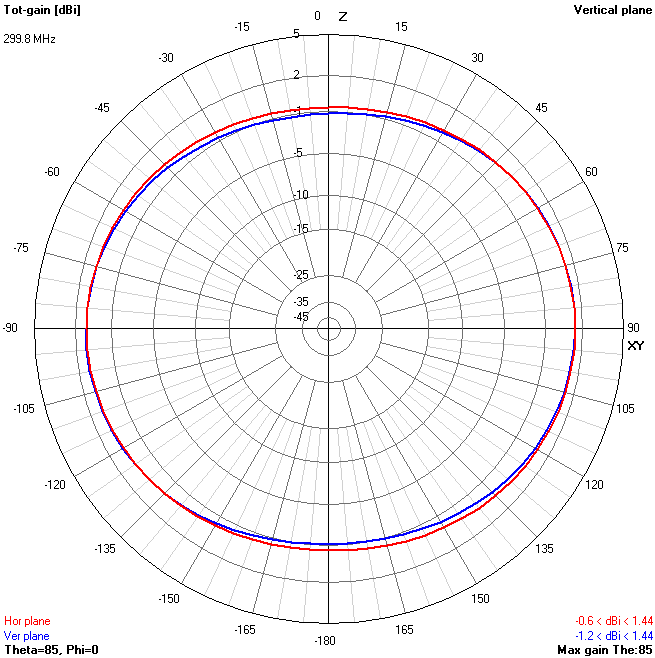 Tot-gain [dBi] 0 Z Vertical plane
-15 5 15
299.8 MHz
-30 30
2
-45 -1 45
-5
-60 60
-10
-15
-75 75
-25
-35
-45
-90 90
XY
-105 105
-120 120
-135 135
-150 150
-165 165
-180
Hor plane -0.6 < dBi < 1.44
Ver plane -1.2 < dBi < 1.44
Theta=85, Phi=0 Max gain The:85